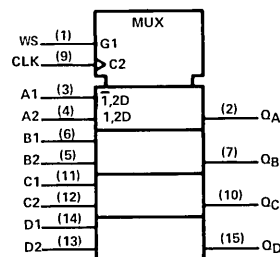 MUX
WS (1) G1
CLK (9) C2
A1 (3) 1̅,2D
A2 (4) 1,2D (2) QA
B1 (6)
B2 (5) (7) QB
C1 (11)
C2 (12) (10) QC
D1 (14)
D2 (13) (15) QD